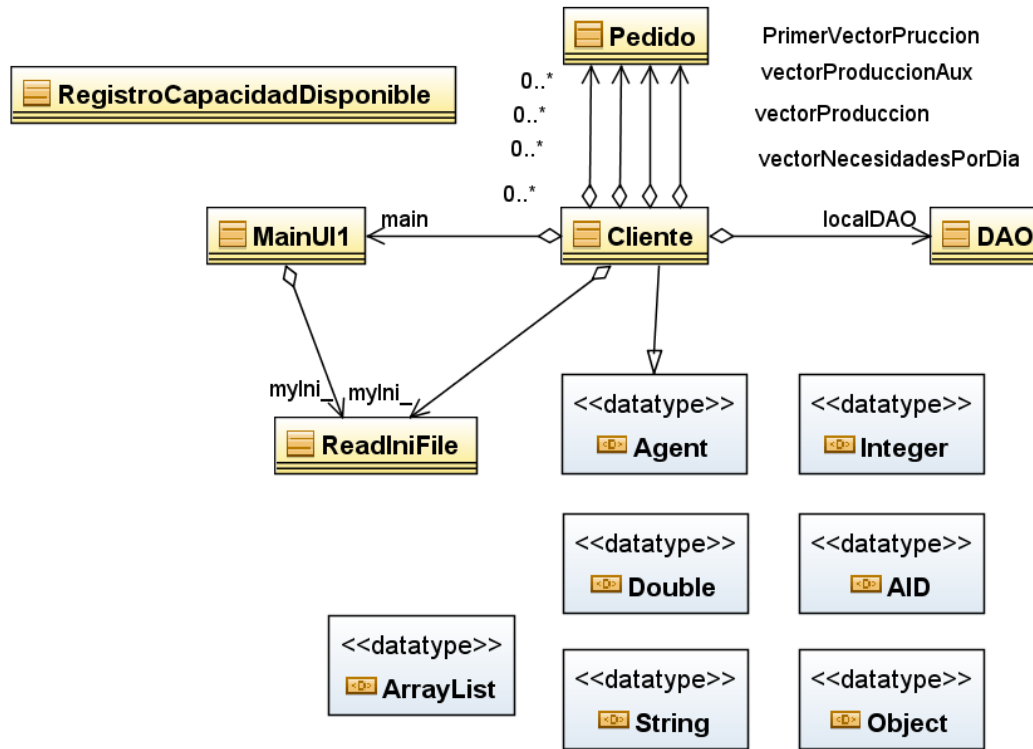 Pedido
PrimerVectorPruccion
RegistroCapacidadDisponible
0..*
vectorProduccionAux
0..*
vectorProduccion
0..*
vectorNecesidadesPorDia
0..*
MainUI1
main
Cliente
localDAO
DAO
myIni_
myIni_
ReadIniFile
<<datatype>>
Agent
<<datatype>>
Integer
<<datatype>>
Double
<<datatype>>
AID
<<datatype>>
ArrayList
<<datatype>>
String
<<datatype>>
Object